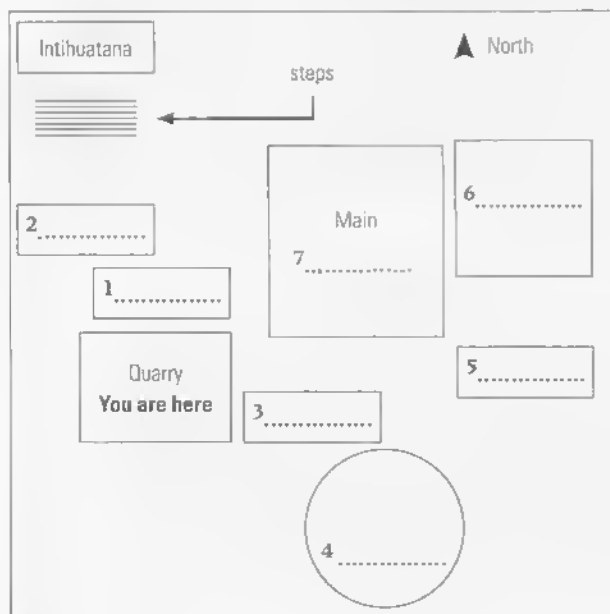 Intihuatana
North
steps
6 ................
Main
2 ................
7 ................
1 ................
Quarry
You are here
5 ................
3 ................
4 ................